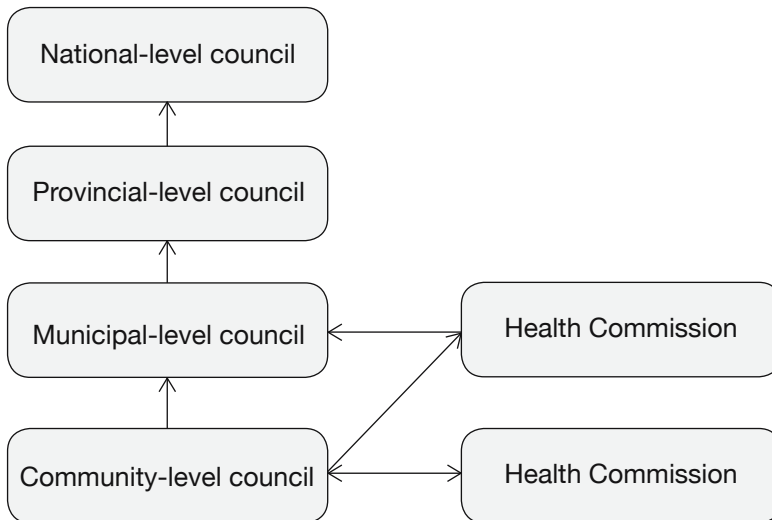 National-level council
Provincial-level council
Municipal-level council
Health Commission
Community-level council
Health Commission